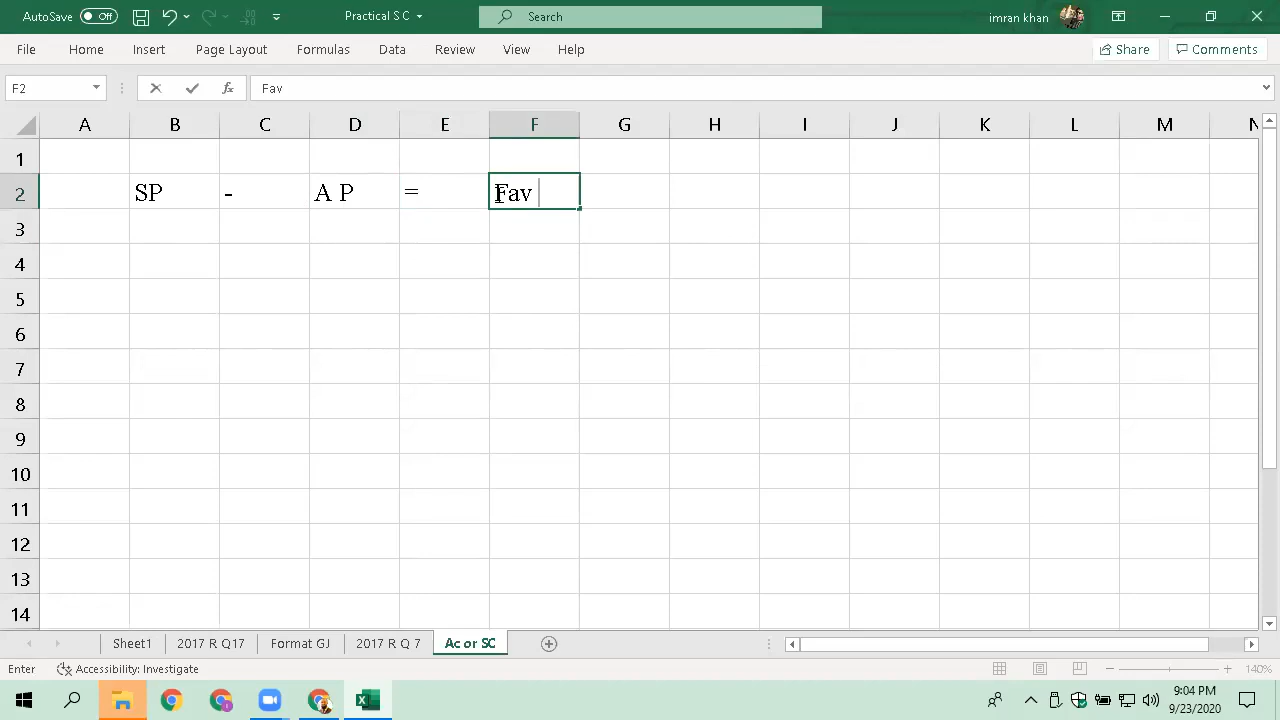 AutoSave Off Practical S C Search imran khan
File Home Insert Page Layout Formulas Data Review View Help Share Comments
F2 fx Fav
A B C D E F G H I J K L M N
1
2 SP - A P = Fav
3
4
5
6
7
8
9
10
11
12
13
14
Sheet1 2017 R Q17 Format GJ 2017 R Q 7 Ac or SC
Enter Accessibility: Investigate 140%
9:04 PM
9/23/2020